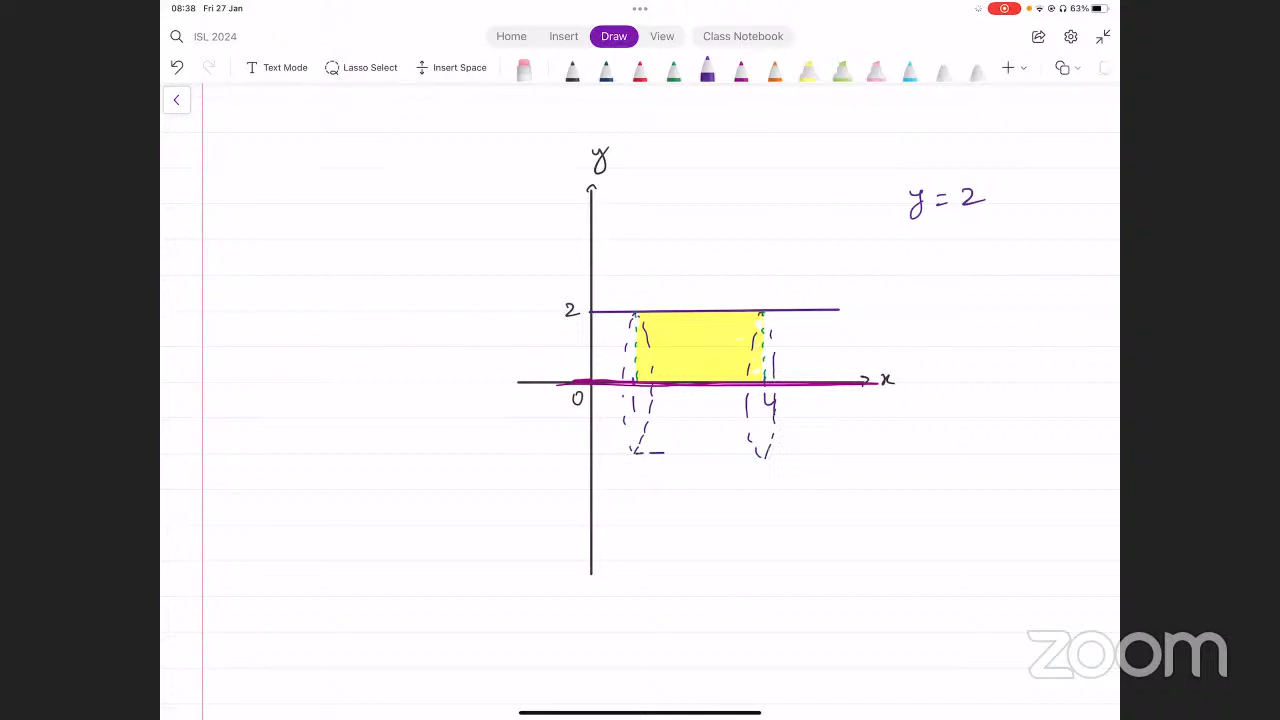 08:38 Fri 27 Jan
63%
ISL 2024
Home Insert Draw View Class Notebook
Text Mode Lasso Select Insert Space
y
y = 2
2
x
0 1 4
zoom